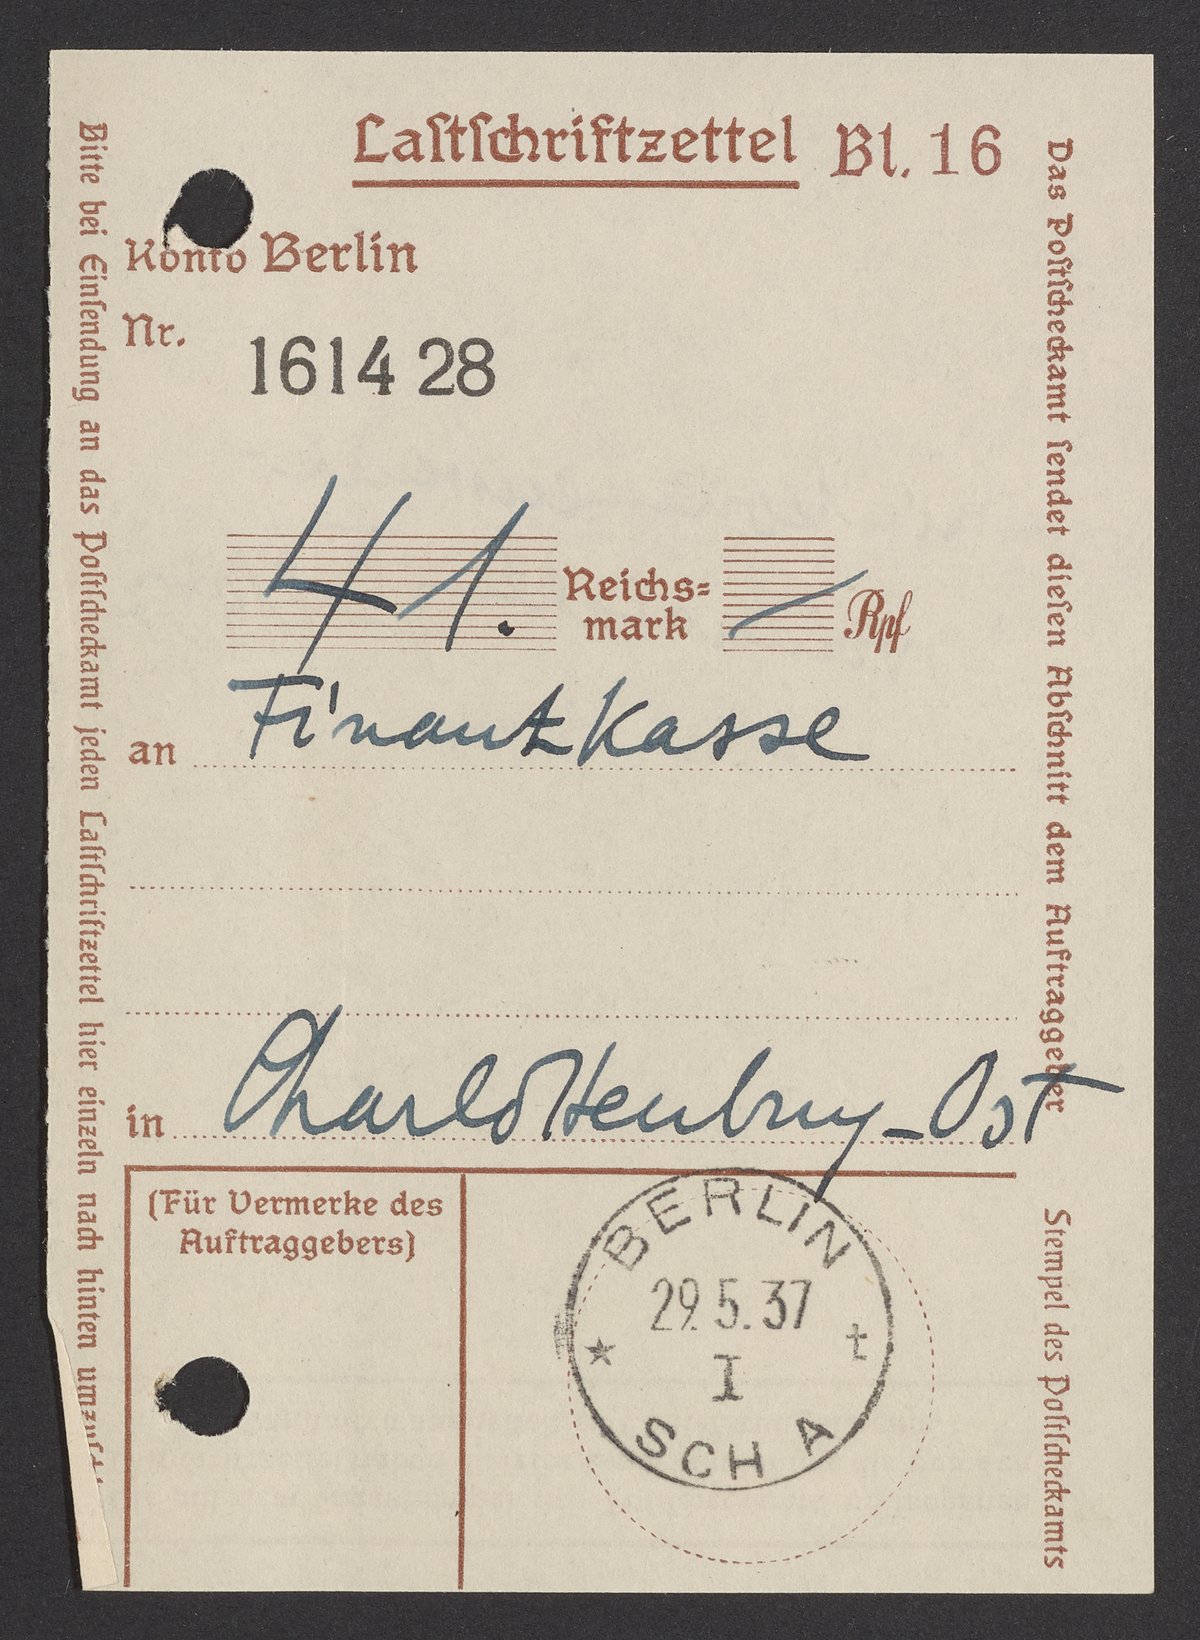 Laſtſchriftzettel Bl. 16
Konto Berlin
Nr. 1614 28
41. Reichs=
mark — Rpf
an Finantzkasse
in Charlottenburg-Ost
(Für Vermerke des
Auftraggebers)
BERLIN
29.5.37
I
SCH A
Bitte bei Einſendung an das Poſtſcheckamt jeden Laſtſchriftzettel hier einzeln nach hinten
Das Poſtſcheckamt ſendet dieſen Abſchnitt dem Auftraggeber
Stempel des Poſtſcheckamts